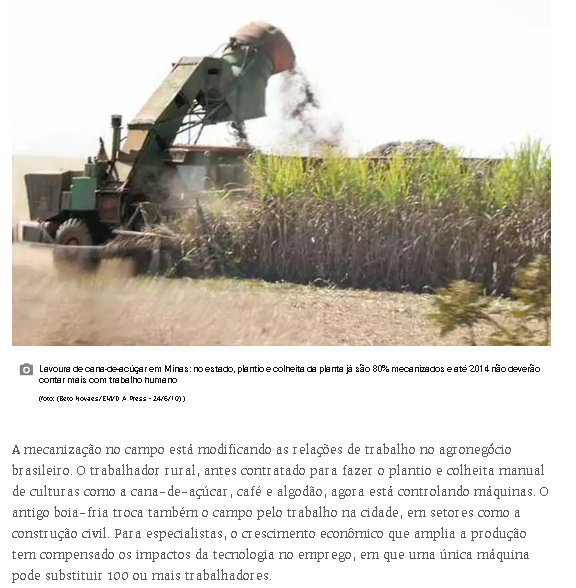 Lavoura de cana-de-acúçar em Minas: no estado, plantio e colheita da planta já são 80% mecanizados e até 2014 não deverão
contar mais com trabalho humano
(foto: (Beto Novaes/EM/D A Press - 24/6/10) )
A mecanização no campo está modificando as relações de trabalho no agronegócio
brasileiro. O trabalhador rural, antes contratado para fazer o plantio e colheita manual
de culturas como a cana-de-açúcar, café e algodão, agora está controlando máquinas. O
antigo boia-fria troca também o campo pelo trabalho na cidade, em setores como a
construção civil. Para especialistas, o crescimento econômico que amplia a produção
tem compensado os impactos da tecnologia no emprego, em que uma única máquina
pode substituir 100 ou mais trabalhadores.